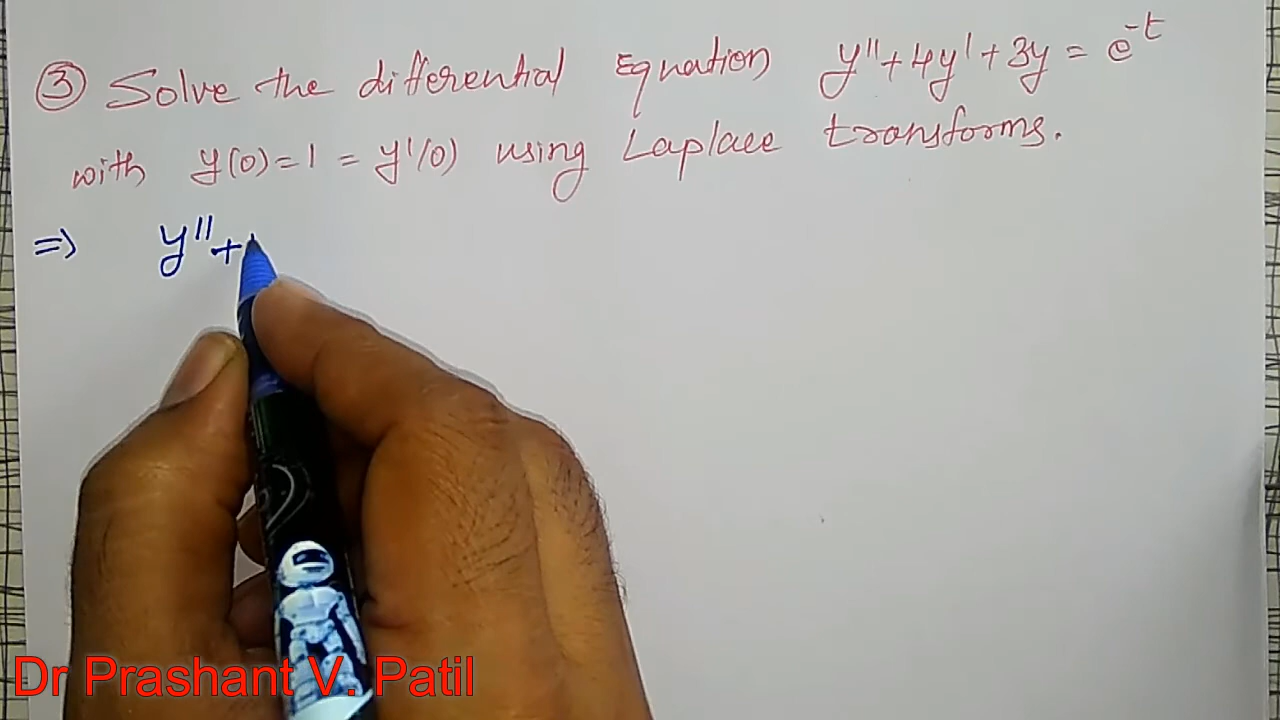 ③ Solve the differential Equation y'' + 4y' + 3y = e^-t
with y(0) = 1 = y'(0) using Laplace transforms.
⇒ y'' +
Dr Prashant V. Patil